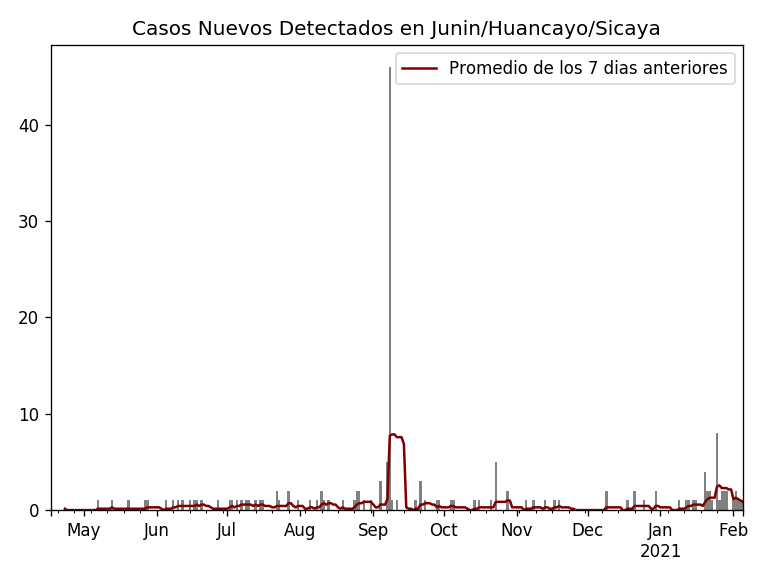 Casos Nuevos Detectados en Junin/Huancayo/Sicaya
Promedio de los 7 dias anteriores
40
30
20
10
0
May Jun Jul Aug Sep Oct Nov Dec Jan Feb
2021